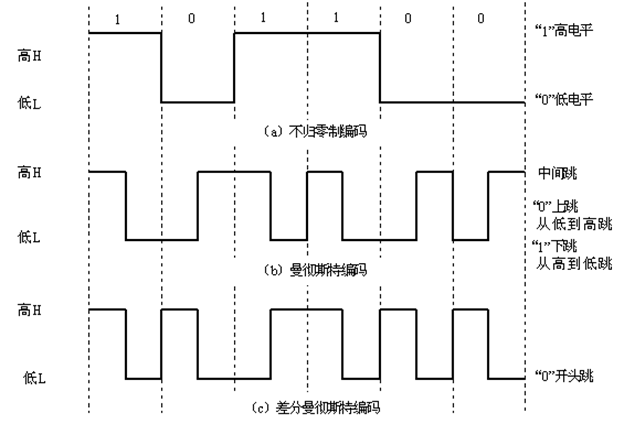 1 0 1 1 0 0
“1”高电平
高H
低L
“0”低电平
(a) 不归零制编码
高H
中间跳
“0”上跳
从低到高跳
低L
“1”下跳
从高到低跳
(b) 曼彻斯特编码
高H
低L
“0”开头跳
(c) 差分曼彻斯特编码